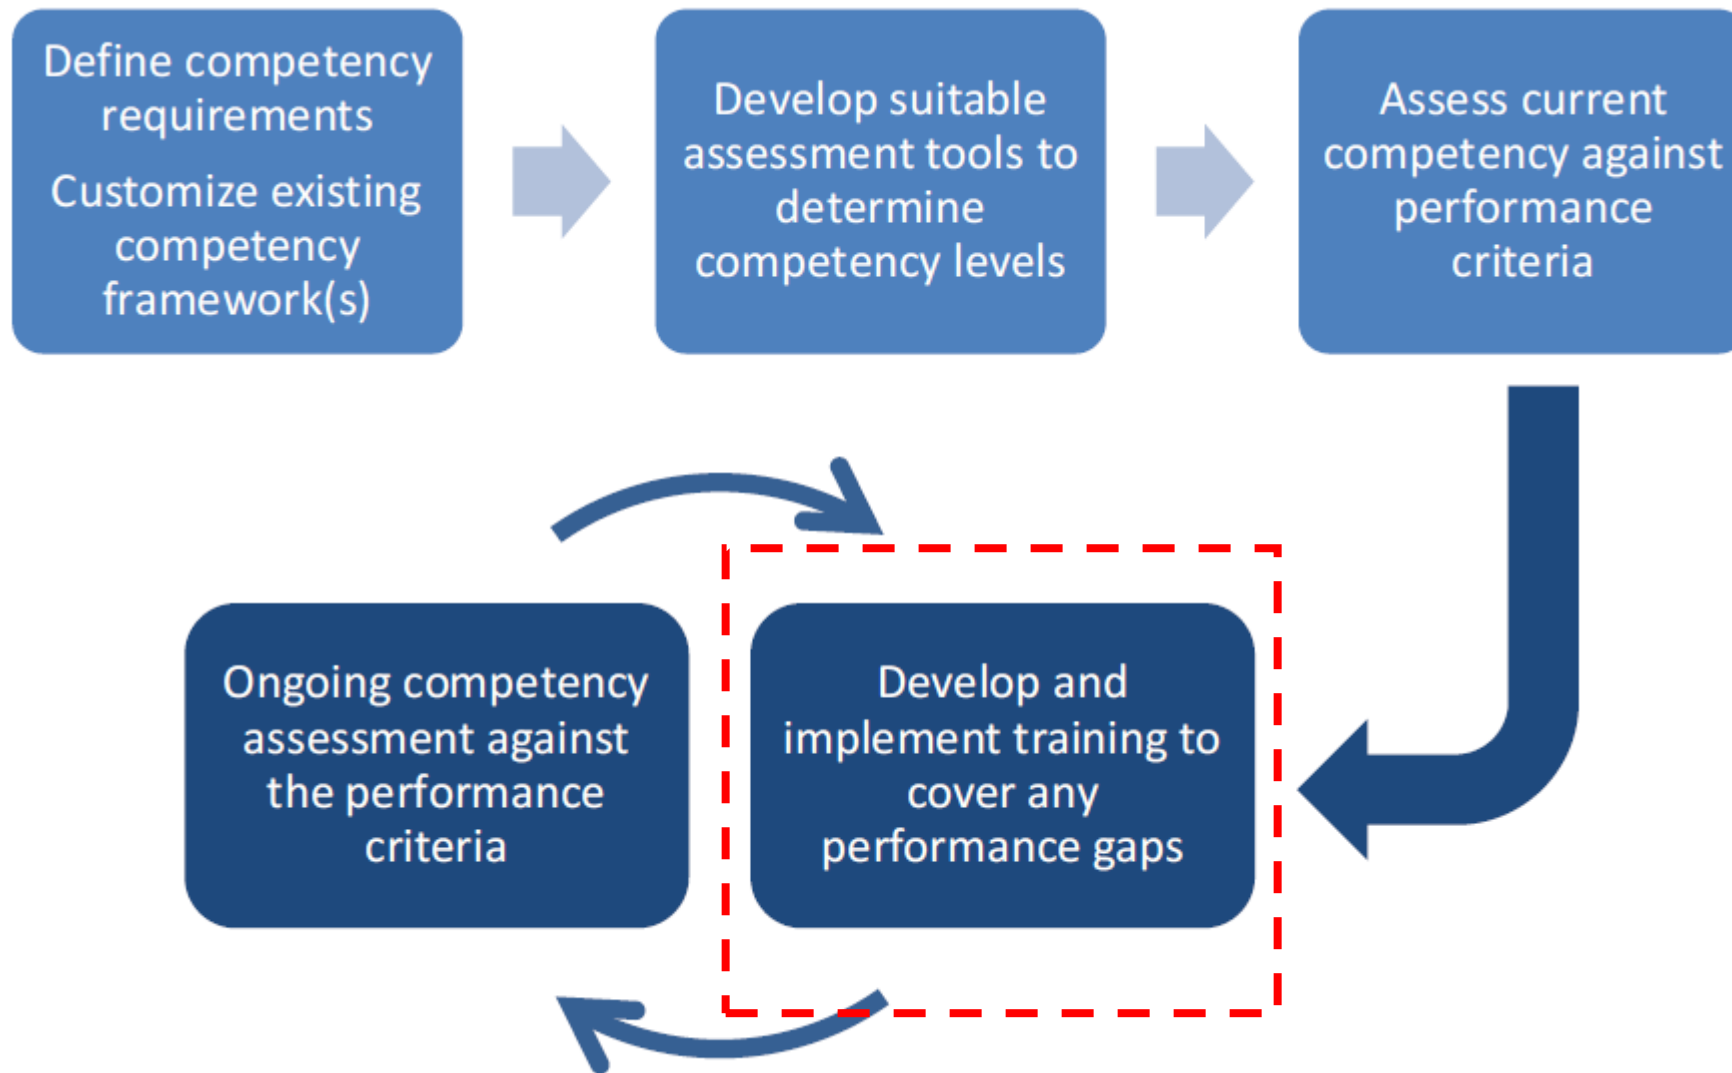 Define competency
requirements
Customize existing
competency
framework(s)
Develop suitable
assessment tools to
determine
competency levels
Assess current
competency against
performance
criteria
Ongoing competency
assessment against
the performance
criteria
Develop and
implement training to
cover any
performance gaps